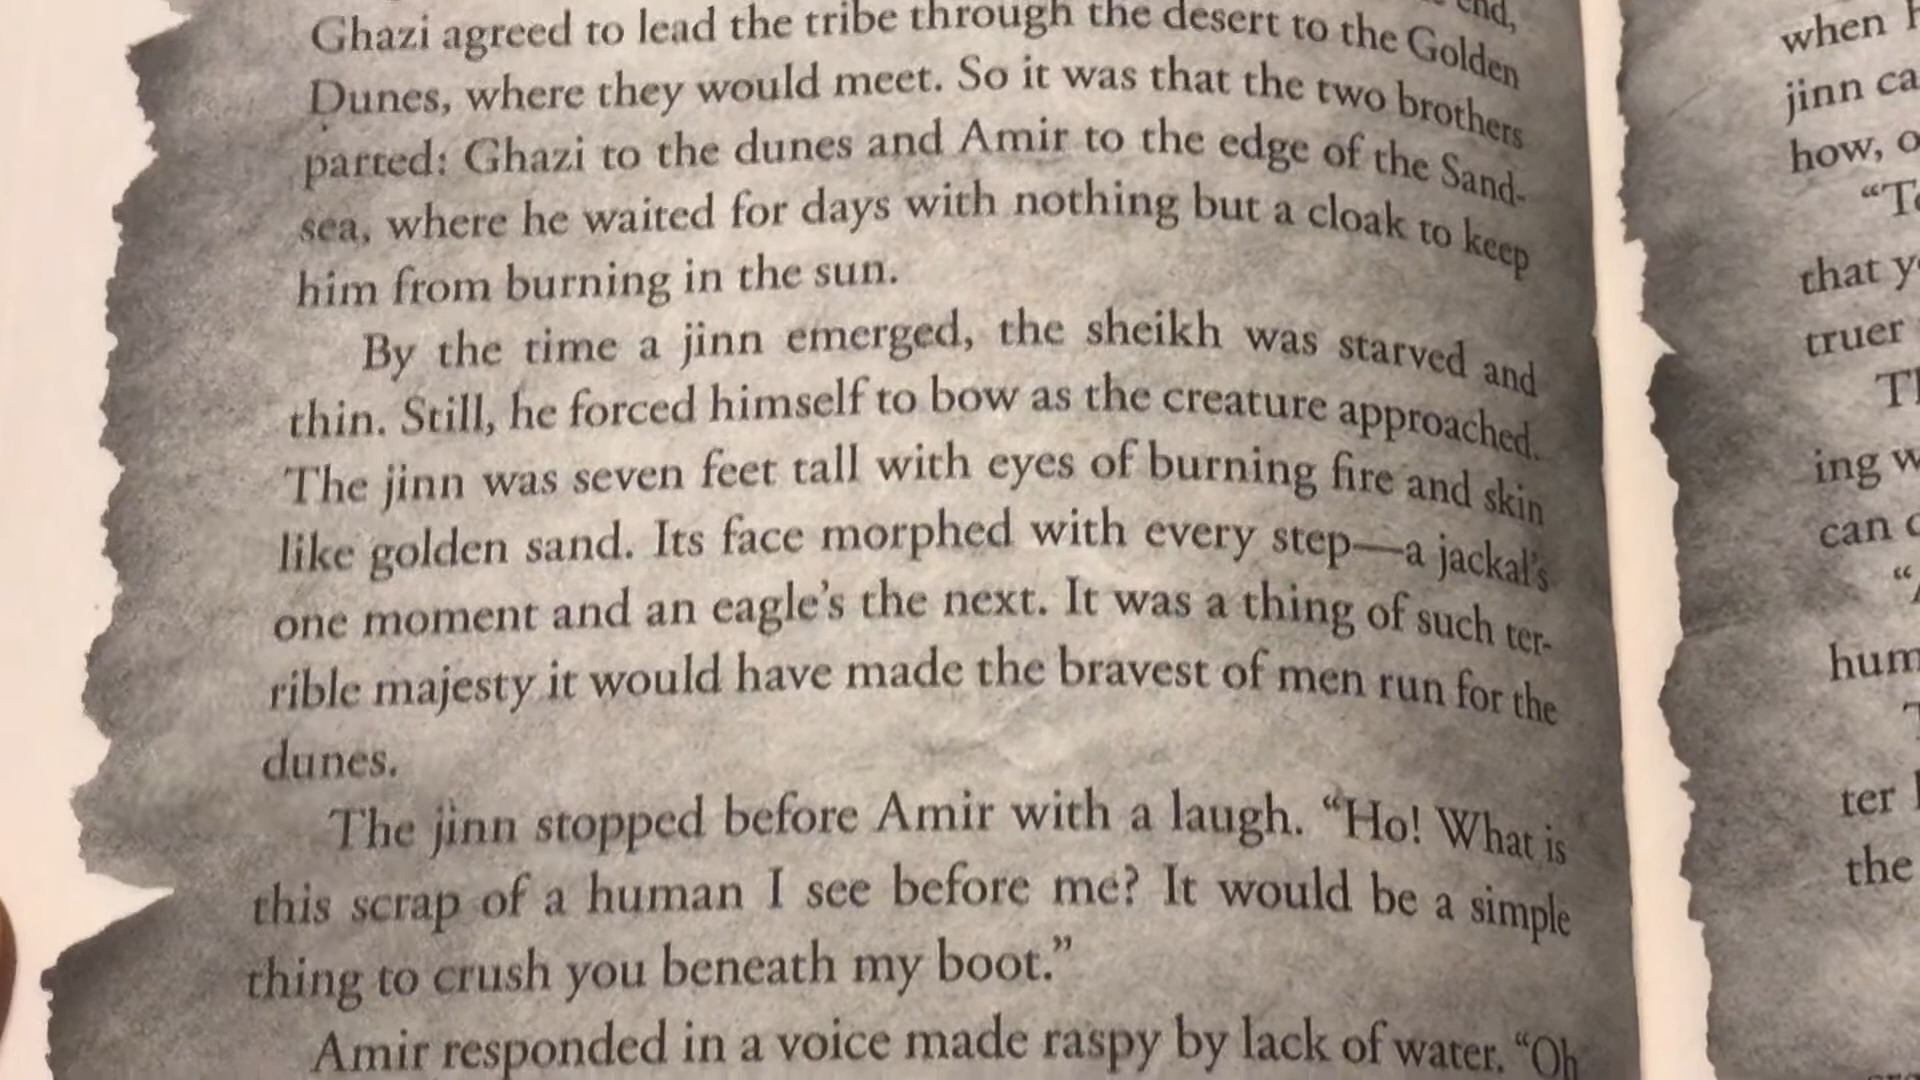 end,
Ghazi agreed to lead the tribe through the desert to the Golden
Dunes, where they would meet. So it was that the two brothers
parted: Ghazi to the dunes and Amir to the edge of the Sand-
sea, where he waited for days with nothing but a cloak to keep
him from burning in the sun.
By the time a jinn emerged, the sheikh was starved and
thin. Still, he forced himself to bow as the creature approached.
The jinn was seven feet tall with eyes of burning fire and skin
like golden sand. Its face morphed with every step—a jackal's
one moment and an eagle's the next. It was a thing of such ter-
rible majesty it would have made the bravest of men run for the
dunes.
The jinn stopped before Amir with a laugh. “Ho! What is
this scrap of a human I see before me? It would be a simple
thing to crush you beneath my boot.”
Amir responded in a voice made raspy by lack of water. “Oh
when
jinn ca
how, o
“To
that y
truer
Th
ing w
can
hum
T
ter
the